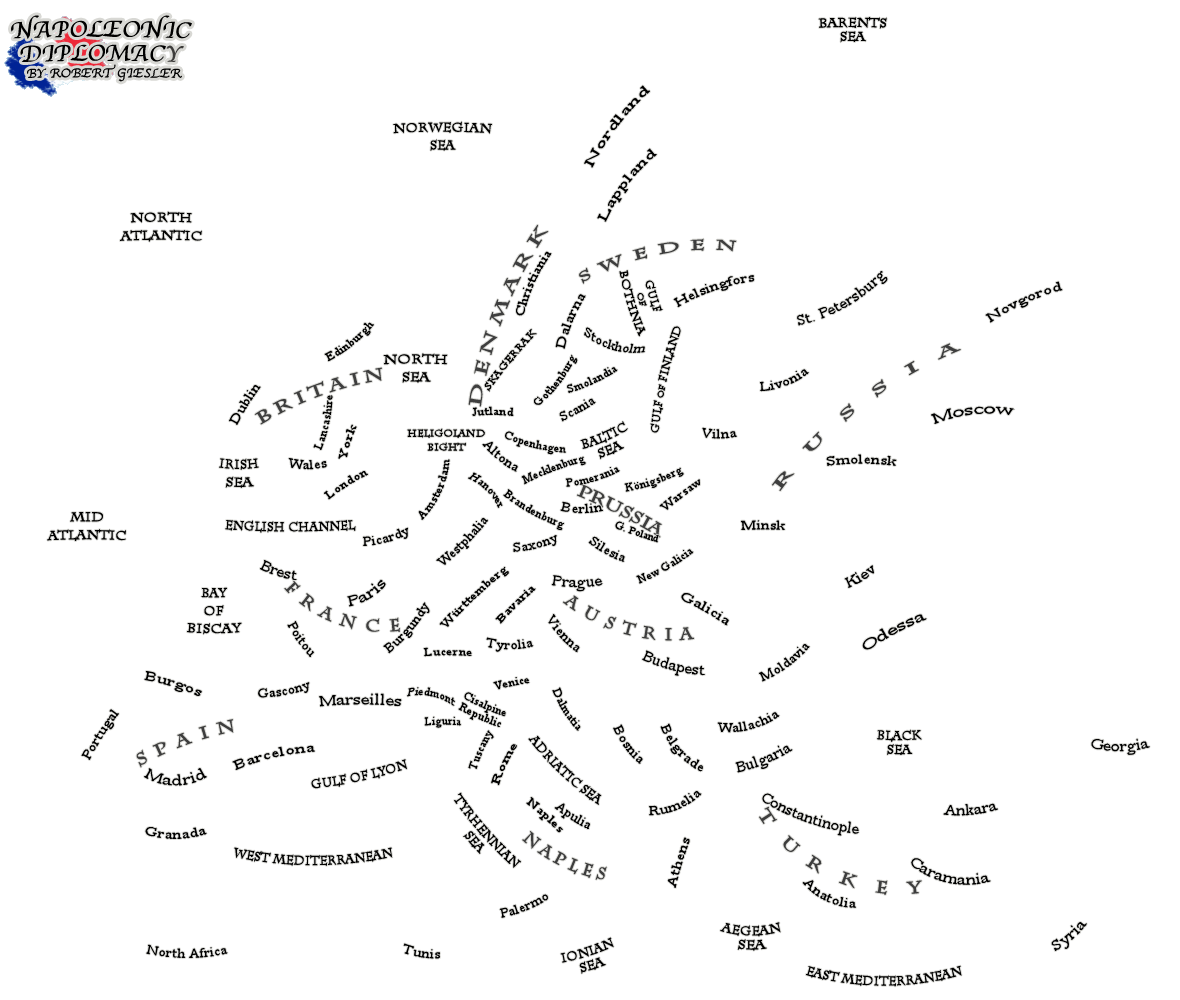 NAPOLEONIC
DIPLOMACY
BY ROBERT GIESLER
BARENTS
SEA
NORWEGIAN
SEA
Nordland
Lappland
NORTH
ATLANTIC
DENMARK
Christiania
SWEDEN
GULF
OF
BOTHNIA
Helsingfors
St. Petersburg
Novgorod
Dalarna
Stockholm
Edinburgh
NORTH
SEA
SKAGERRAK
GULF OF FINLAND
RUSSIA
BRITAIN
Dublin
Lancashire
York
Gothenburg
Smolandia
Scania
Livonia
Moscow
Jutland
HELIGOLAND
BIGHT
Copenhagen
BALTIC
SEA
Vilna
Altona
Mecklenburg
Pomerania
Königsberg
Warsaw
Smolensk
IRISH
SEA
Wales
London
Amsterdam
Hanover
Brandenburg
Berlin
PRUSSIA
G. Poland
Minsk
MID
ATLANTIC
ENGLISH CHANNEL
Picardy
Westphalia
Saxony
Silesia
New Galicia
Brest
Paris
FRANCE
Burgundy
Württemberg
Bavaria
Prague
AUSTRIA
Galicia
Kiev
BAY
OF
BISCAY
Poitou
Lucerne
Tyrolia
Vienna
Budapest
Moldavia
Odessa
Burgos
Gascony
Marseilles
Piedmont
Cisalpine
Republic
Venice
Liguria
Dalmatia
Portugal
SPAIN
Madrid
Barcelona
GULF OF LYON
Tuscany
Rome
ADRIATIC SEA
Bosnia
Belgrade
Wallachia
Bulgaria
BLACK
SEA
Georgia
Granada
WEST MEDITERRANEAN
TYRHENNIAN
SEA
Naples
Apulia
NAPLES
Rumelia
Athens
Constantinople
TURKEY
Ankara
Caramania
Anatolia
Palermo
North Africa
Tunis
IONIAN
SEA
AEGEAN
SEA
EAST MEDITERRANEAN
Syria